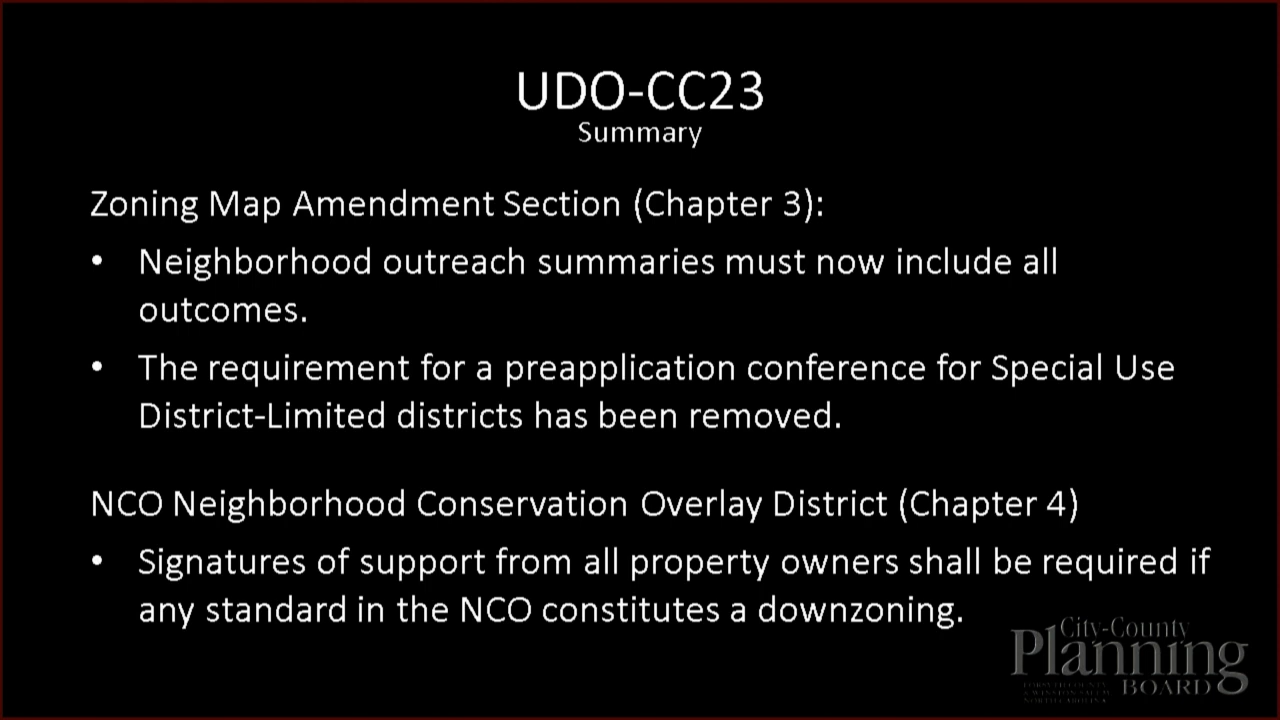 UDO-CC23
Summary
Zoning Map Amendment Section (Chapter 3):
• Neighborhood outreach summaries must now include all
outcomes.
• The requirement for a preapplication conference for Special Use
District-Limited districts has been removed.
NCO Neighborhood Conservation Overlay District (Chapter 4)
• Signatures of support from all property owners shall be required if
any standard in the NCO constitutes a downzoning.
City-County
Planning
BOARD